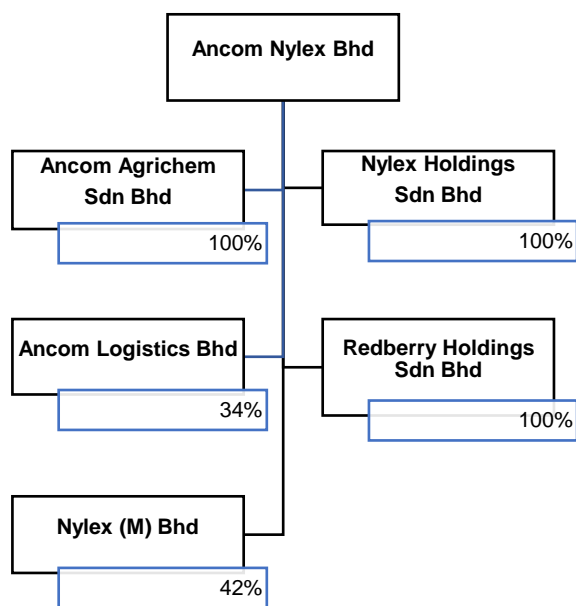 Ancom Nylex Bhd
Ancom Agrichem
Sdn Bhd
100%
Nylex Holdings
Sdn Bhd
100%
Ancom Logistics Bhd
34%
Redberry Holdings
Sdn Bhd
100%
Nylex (M) Bhd
42%